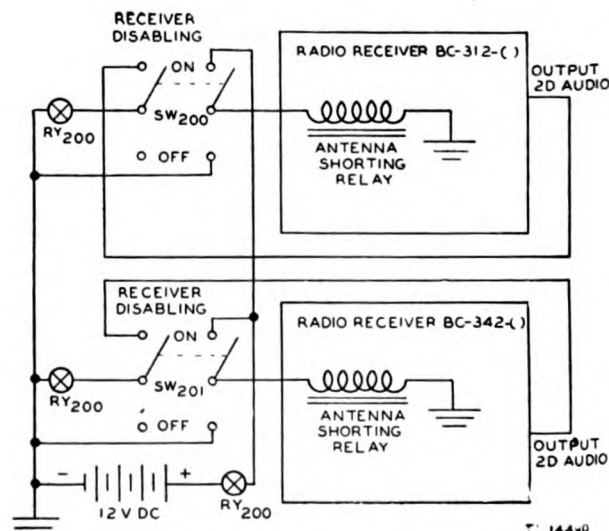 RECEIVER
DISABLING
ON
SW200
RY200
OFF
RADIO RECEIVER BC-312-( )
ANTENNA
SHORTING
RELAY
OUTPUT
2D AUDIO
RECEIVER
DISABLING
ON
SW201
RY200
OFF
RADIO RECEIVER BC-342-( )
ANTENNA
SHORTING
RELAY
OUTPUT
2D AUDIO
- +
12 V DC
RY200